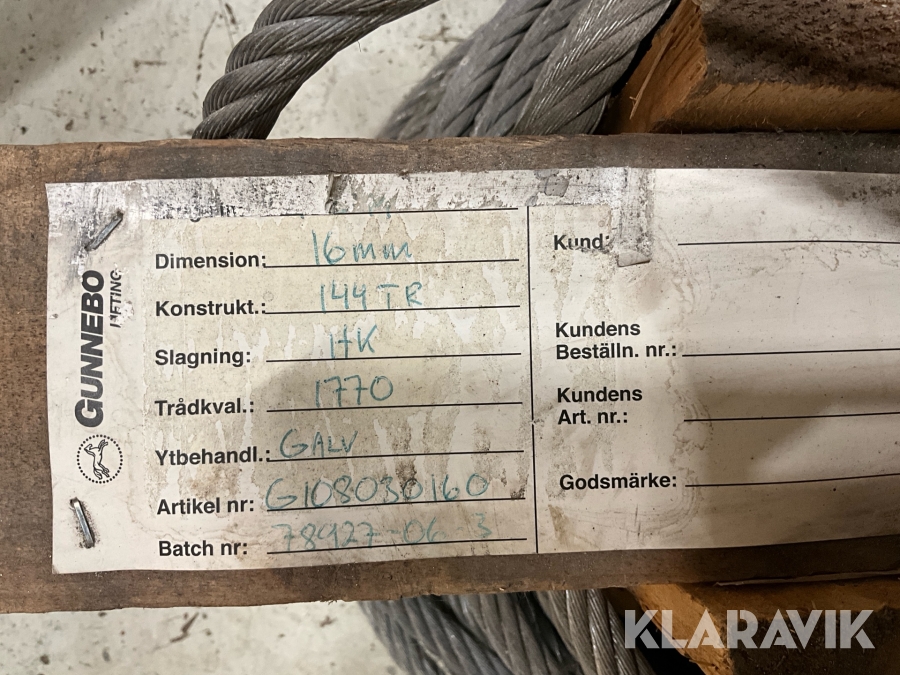 GUNNEBO
LIFTING
Dimension: 16mm
Konstrukt.: 144TR
Slagning: HK
Trådkval.: 1770
Ytbehandl.: GALV
Artikel nr: G108030160
Batch nr: 78927-06 3
Kund:
Kundens
Beställn. nr.:
Kundens
Art. nr.:
Godsmärke:
KLARAVIK